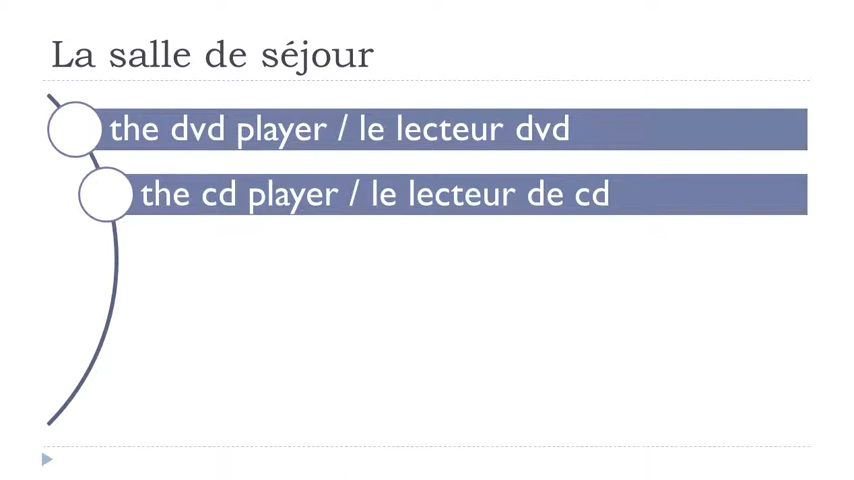 La salle de séjour
the dvd player / le lecteur dvd
the cd player / le lecteur de cd